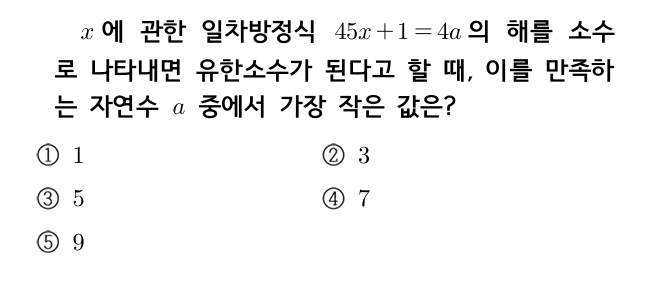 x에 관한 일차방정식 45x+1=4a의 해를 소수
로 나타내면 유한소수가 된다고 할 때, 이를 만족하
는 자연수 a 중에서 가장 작은 값은?
① 1 ② 3
③ 5 ④ 7
⑤ 9